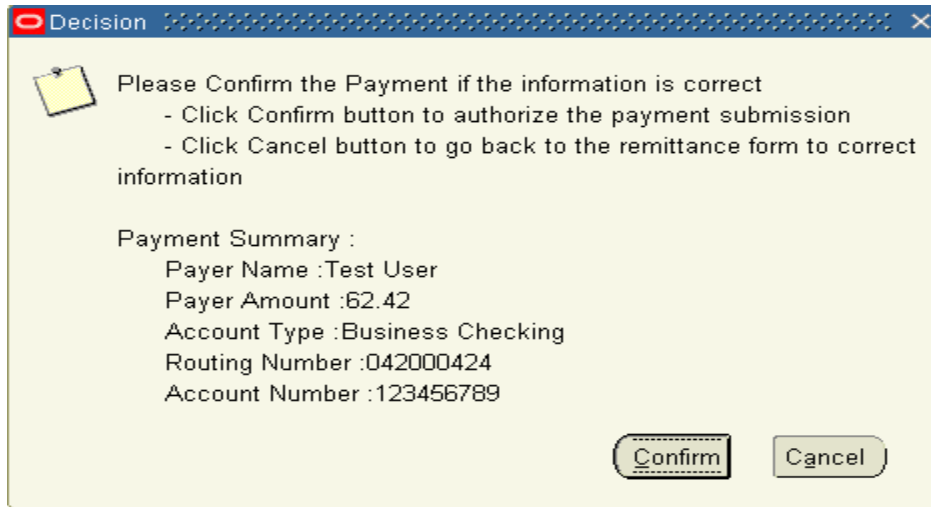 Decision
Please Confirm the Payment if the information is correct
- Click Confirm button to authorize the payment submission
- Click Cancel button to go back to the remittance form to correct
information
Payment Summary :
Payer Name :Test User
Payer Amount :62.42
Account Type :Business Checking
Routing Number :042000424
Account Number :123456789
Confirm Cancel